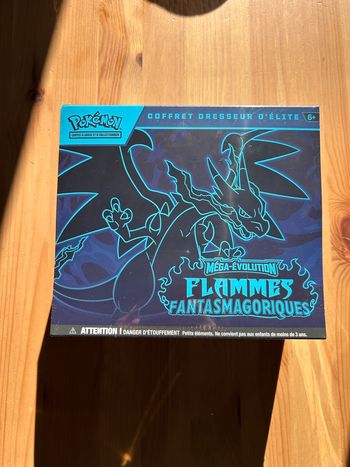 POKÉMON
CARTES À JOUER ET À COLLECTIONNER
COFFRET DRESSEUR D'ÉLITE
6+
MÉGA-ÉVOLUTION
FLAMMES
FANTASMAGORIQUES
ATTENTION ! DANGER D'ÉTOUFFEMENT Petits éléments. Ne convient pas aux enfants de moins de 3 ans.